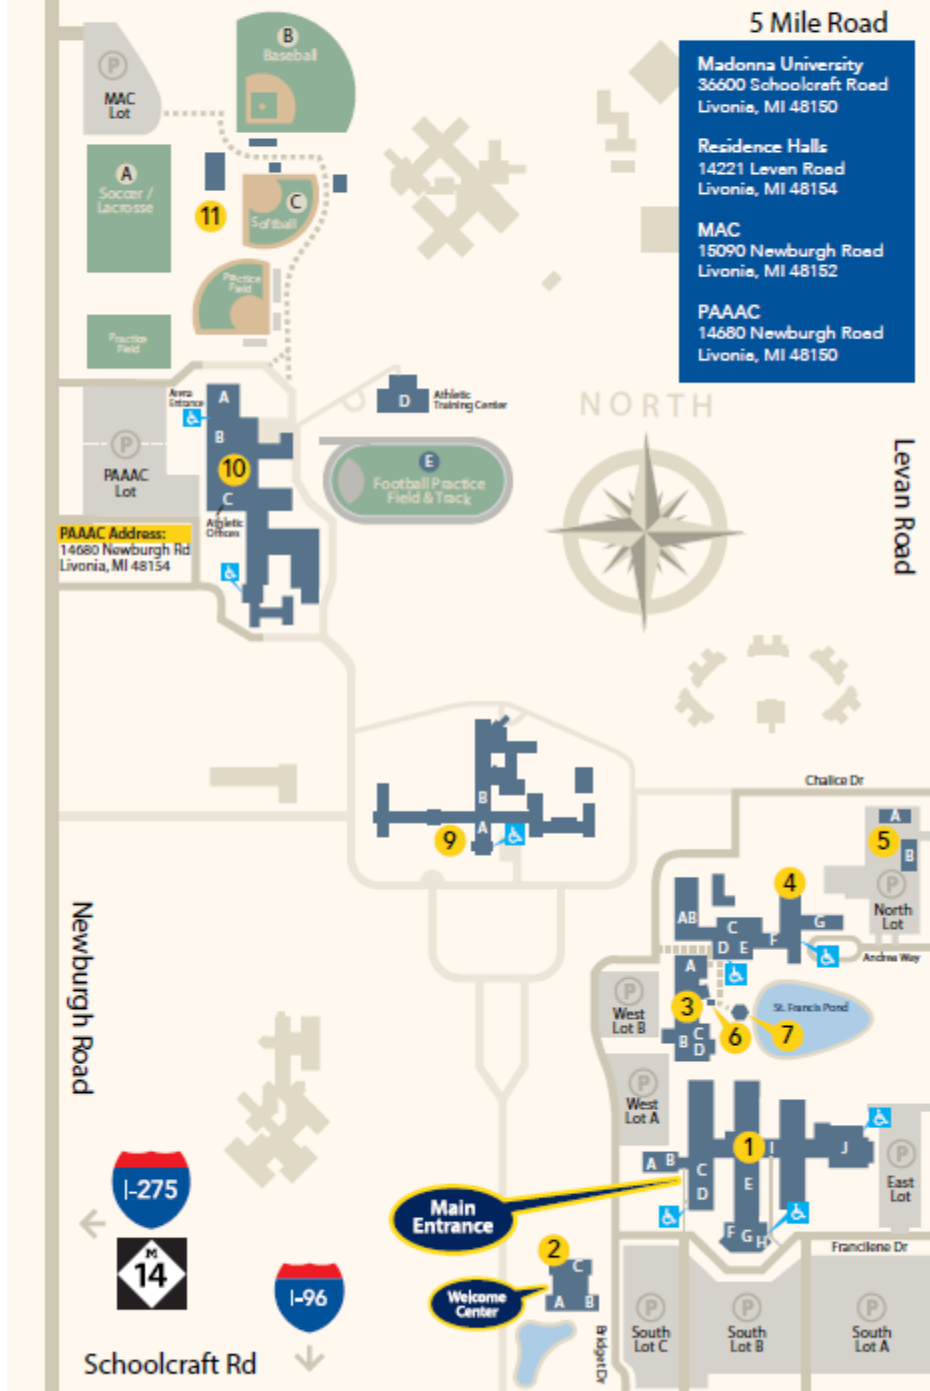 5 Mile Road
Madonna University
36600 Schoolcraft Road
Livonia, MI 48150
Residence Halls
14221 Levan Road
Livonia, MI 48154
MAC
15090 Newburgh Road
Livonia, MI 48152
PAAAC
14680 Newburgh Road
Livonia, MI 48150
P
MAC
Lot
B
Baseball
A
Soccer /
Lacrosse
11
C
Softball
Practice
Field
Practice
Field
Arena
Entrance
A
B
10
C
Athletic
Offices
P
PAAAC
Lot
PAAAC Address:
14680 Newburgh Rd
Livonia, MI 48154
D
Athletic
Training Center
E
Football Practice
Field & Track
NORTH
Levan Road
Chalice Dr
B
A
9
A
5
B
P
North
Lot
4
AB
C
D E
F
G
Andrea Way
A
3
B
C
D
6
7
St. Francis Pond
P
West
Lot B
P
West
Lot A
Newburgh Road
A B
C
D
1
E
I
J
F G H
P
East
Lot
Main
Entrance
Francilene Dr
2
C
A B
Welcome
Center
Bridget Dr
P
South
Lot C
P
South
Lot B
P
South
Lot A
I-275
M
14
I-96
Schoolcraft Rd